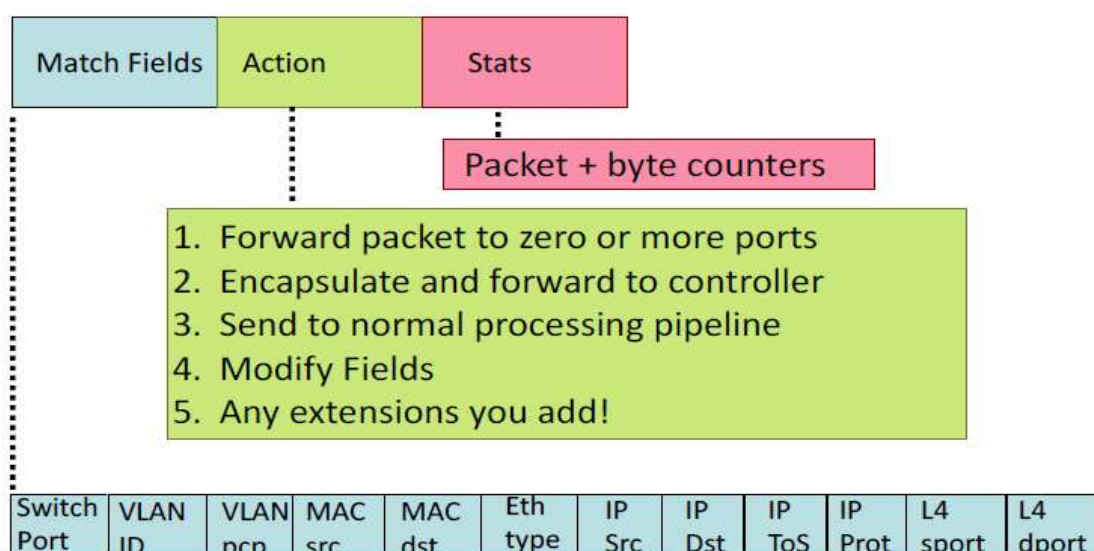 Match Fields Action Stats
Packet + byte counters
1. Forward packet to zero or more ports
2. Encapsulate and forward to controller
3. Send to normal processing pipeline
4. Modify Fields
5. Any extensions you add!
Switch VLAN VLAN MAC MAC Eth IP IP IP IP L4 L4
Port ID pcp src dst type Src Dst ToS Prot sport dport